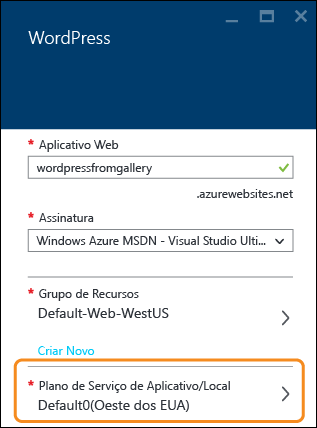 WordPress
* Aplicativo Web
wordpressfromgallery
.azurewebsites.net
* Assinatura
Windows Azure MSDN - Visual Studio Ulti...
* Grupo de Recursos
Default-Web-WestUS
Criar Novo
* Plano de Serviço de Aplicativo/Local
Default0(Oeste dos EUA)